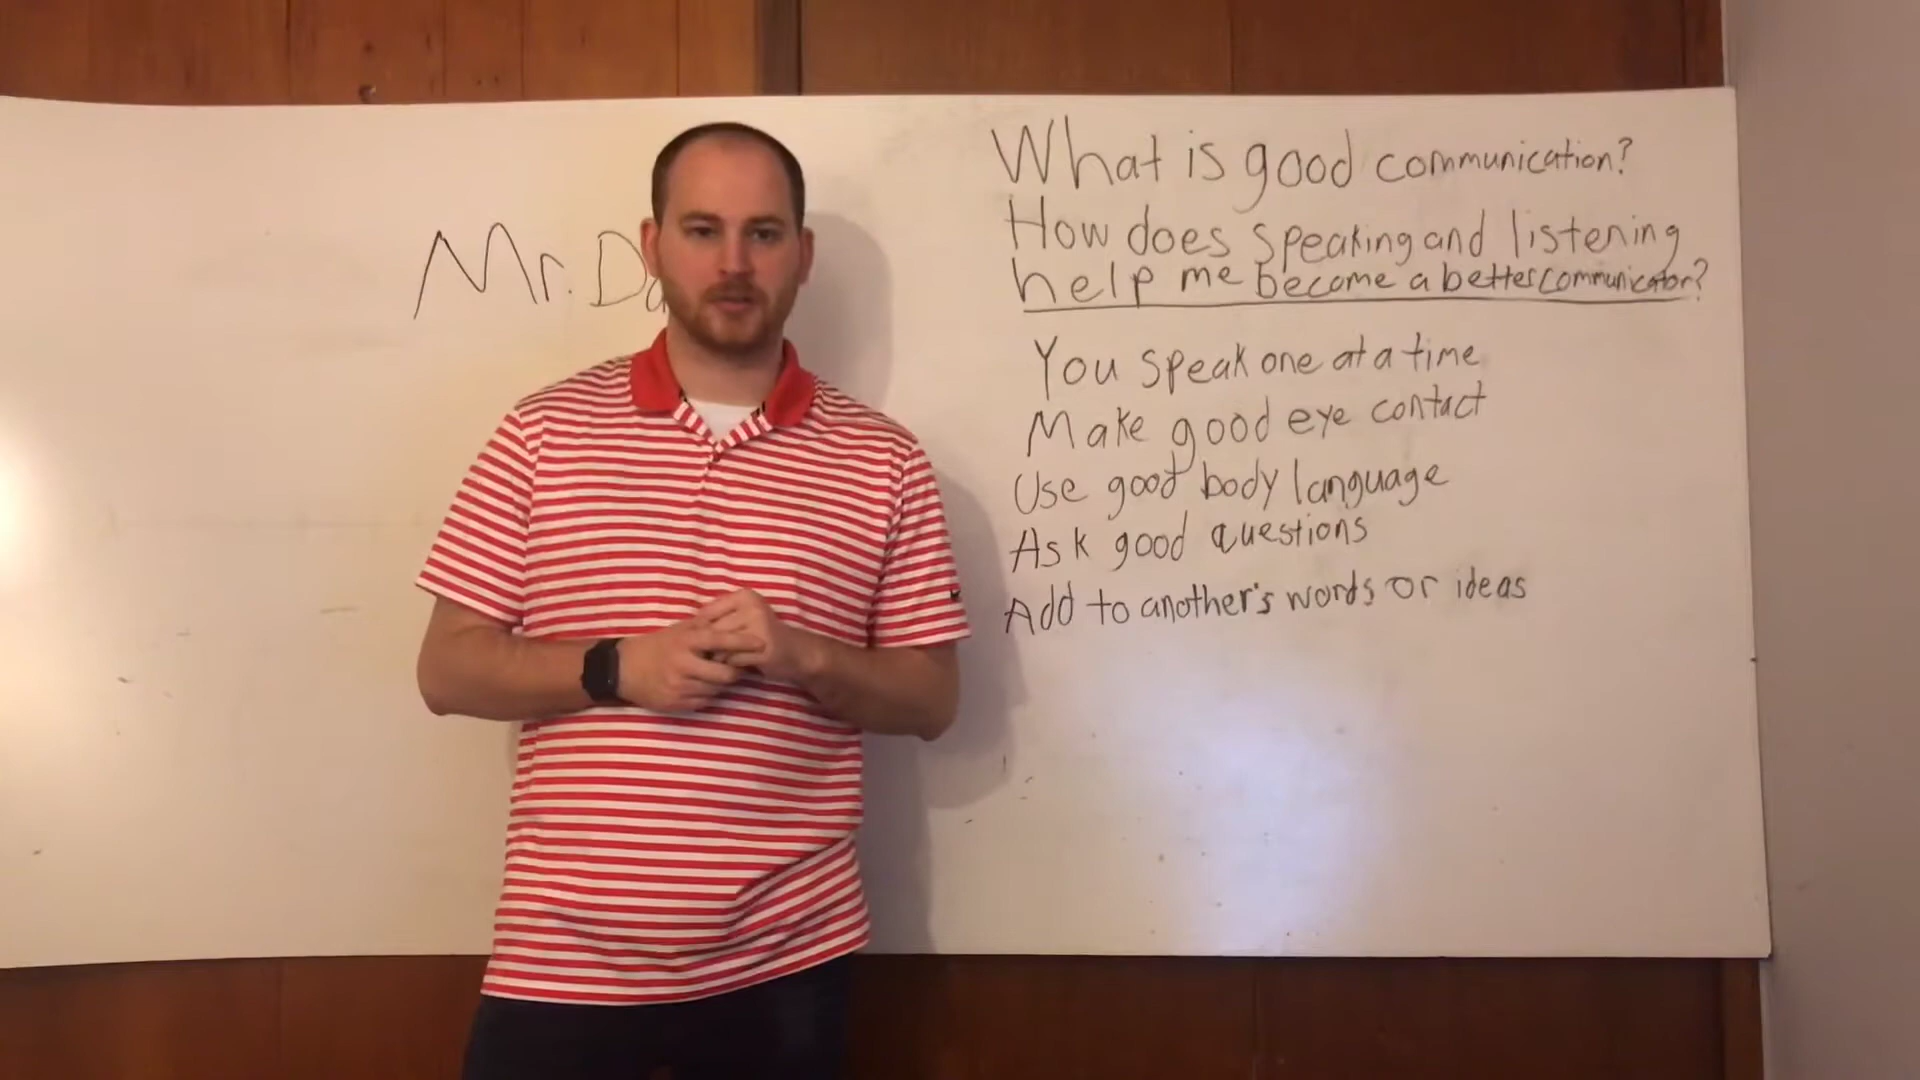 Mr. Da
What is good communication?
How does speaking and listening
help me become a better communicator?
You speak one at a time
Make good eye contact
Use good body language
Ask good questions
Add to another's words or ideas